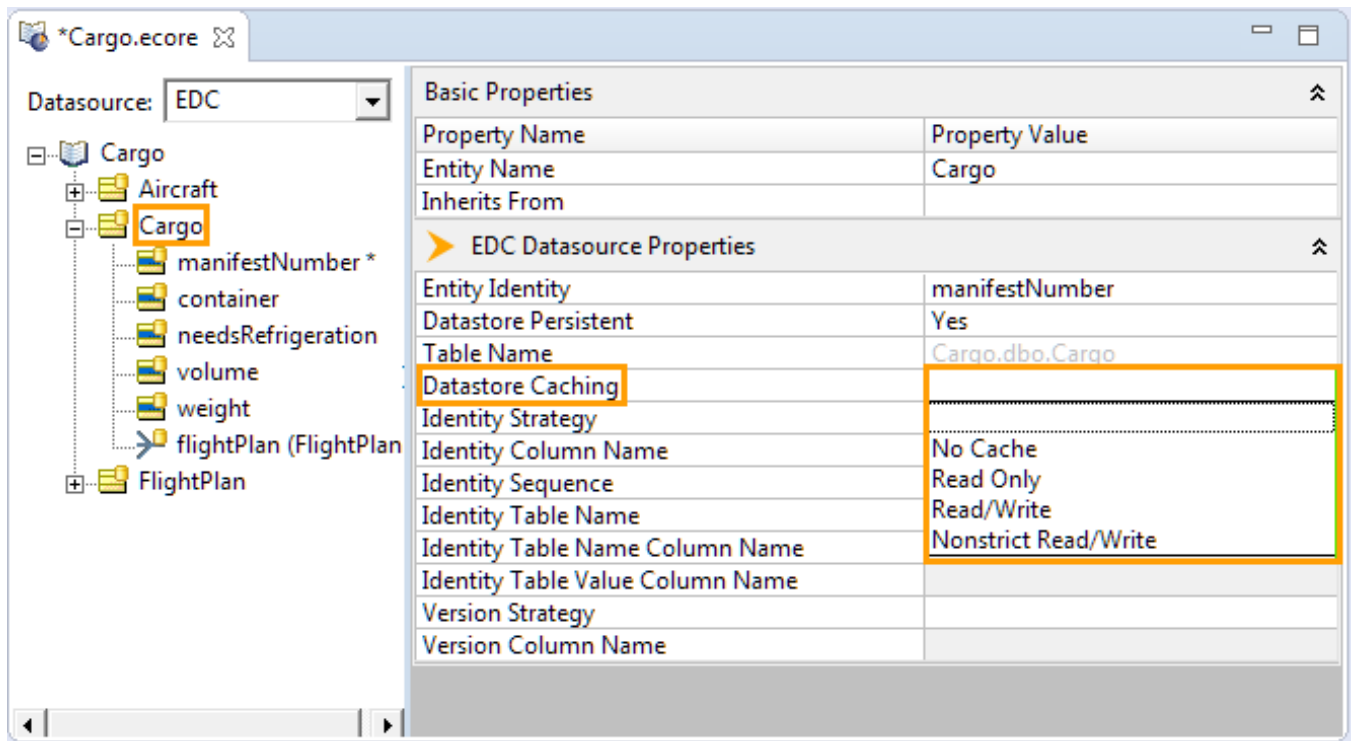 *Cargo.ecore
Datasource: EDC
Cargo
Aircraft
Cargo
manifestNumber *
container
needsRefrigeration
volume
weight
flightPlan (FlightPlan
FlightPlan
Basic Properties
Property Name Property Value
Entity Name Cargo
Inherits From
EDC Datasource Properties
Entity Identity manifestNumber
Datastore Persistent Yes
Table Name Cargo.dbo.Cargo
Datastore Caching
Identity Strategy
Identity Column Name No Cache
Identity Sequence Read Only
Identity Table Name Read/Write
Identity Table Name Column Name Nonstrict Read/Write
Identity Table Value Column Name
Version Strategy
Version Column Name